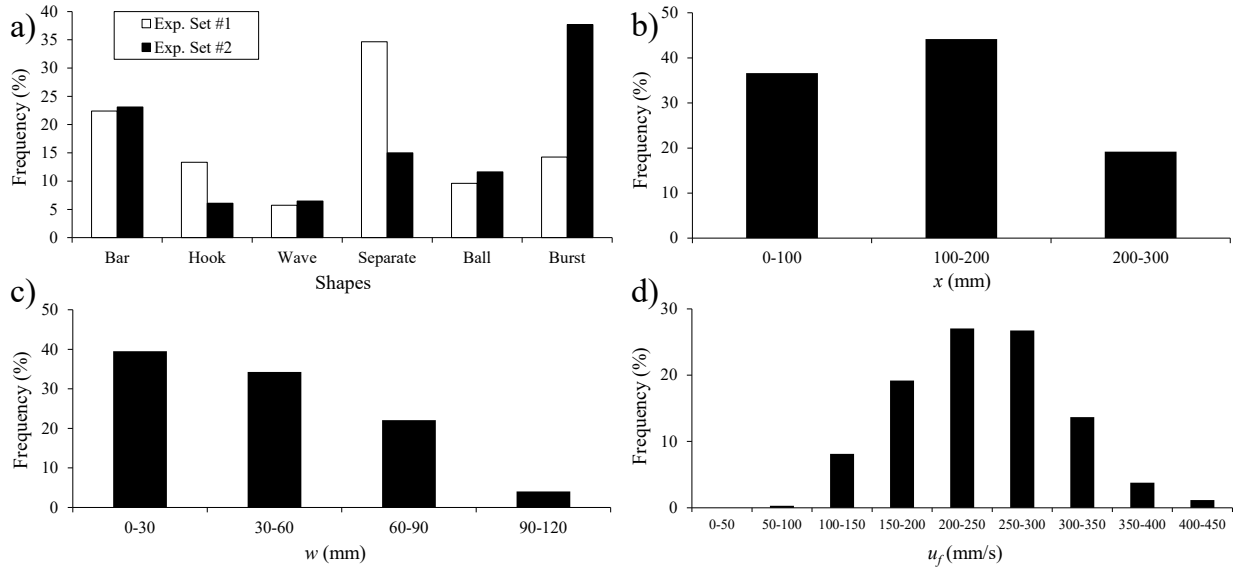 a)
Frequency (%)
40
35
30
25
20
15
10
5
0
Exp. Set #1
Exp. Set #2
Bar Hook Wave Separate Ball Burst
Shapes
b)
Frequency (%)
50
40
30
20
10
0
0-100 100-200 200-300
x (mm)
c)
Frequency (%)
50
40
30
20
10
0
0-30 30-60 60-90 90-120
w (mm)
d)
Frequency (%)
30
20
10
0
0-50 50-100 100-150 150-200 200-250 250-300 300-350 350-400 400-450
u_f (mm/s)